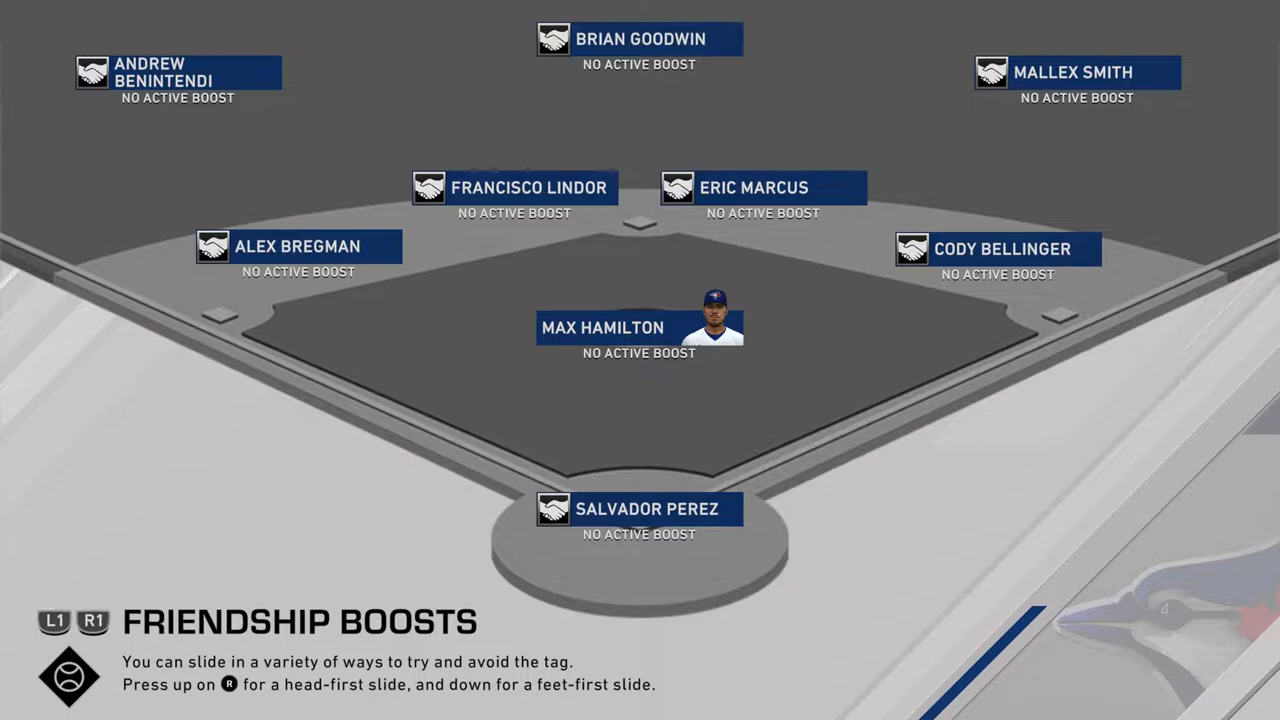 BRIAN GOODWIN
NO ACTIVE BOOST
ANDREW
BENINTENDI
NO ACTIVE BOOST
MALLEX SMITH
NO ACTIVE BOOST
FRANCISCO LINDOR
NO ACTIVE BOOST
ERIC MARCUS
NO ACTIVE BOOST
ALEX BREGMAN
NO ACTIVE BOOST
CODY BELLINGER
NO ACTIVE BOOST
MAX HAMILTON
NO ACTIVE BOOST
SALVADOR PEREZ
NO ACTIVE BOOST
L1 R1 FRIENDSHIP BOOSTS
You can slide in a variety of ways to try and avoid the tag.
Press up on R for a head-first slide, and down for a feet-first slide.